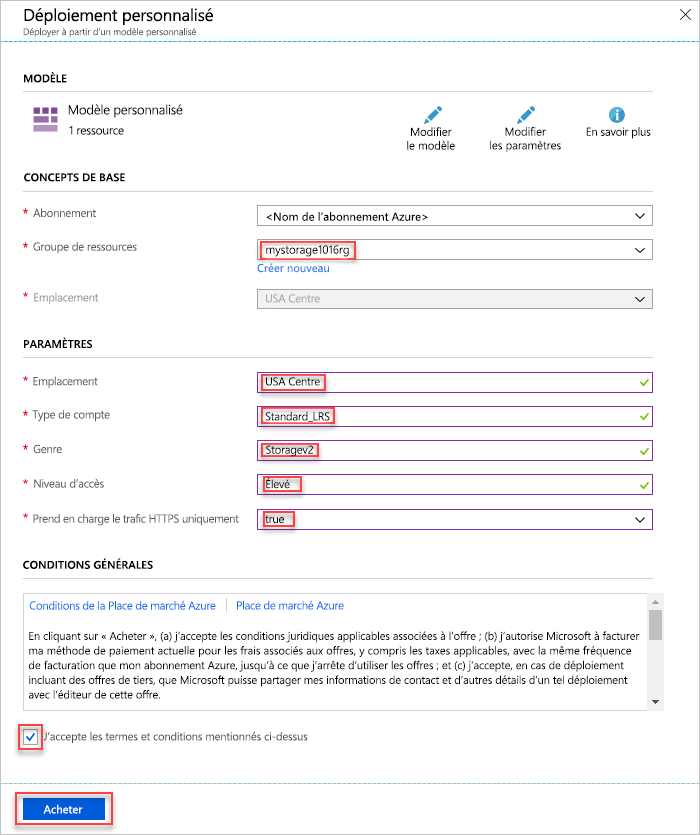 Déploiement personnalisé
Déployer à partir d'un modèle personnalisé
MODÈLE
Modèle personnalisé
1 ressource
Modifier
le modèle
Modifier
les paramètres
En savoir plus
CONCEPTS DE BASE
* Abonnement
<Nom de l'abonnement Azure>
* Groupe de ressources
mystorage1016rg
Créer nouveau
* Emplacement
USA Centre
PARAMÈTRES
* Emplacement
USA Centre
* Type de compte
Standard_LRS
* Genre
Storagev2
* Niveau d'accès
Élevé
* Prend en charge le trafic HTTPS uniquement
true
CONDITIONS GÉNÉRALES
Conditions de la Place de marché Azure | Place de marché Azure
En cliquant sur « Acheter », (a) j'accepte les conditions juridiques applicables associées à l'offre ; (b) j'autorise Microsoft à facturer
ma méthode de paiement actuelle pour les frais associés aux offres, y compris les taxes applicables, avec la même fréquence
de facturation que mon abonnement Azure, jusqu'à ce que j'arrête d'utiliser les offres ; et (c) j'accepte, en cas de déploiement
incluant des offres de tiers, que Microsoft puisse partager mes informations de contact et d'autres détails d'un tel déploiement
avec l'éditeur de cette offre.
J'accepte les termes et conditions mentionnés ci-dessus
Acheter